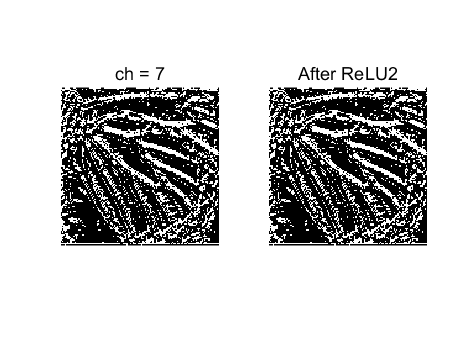 ch = 7
After ReLU2